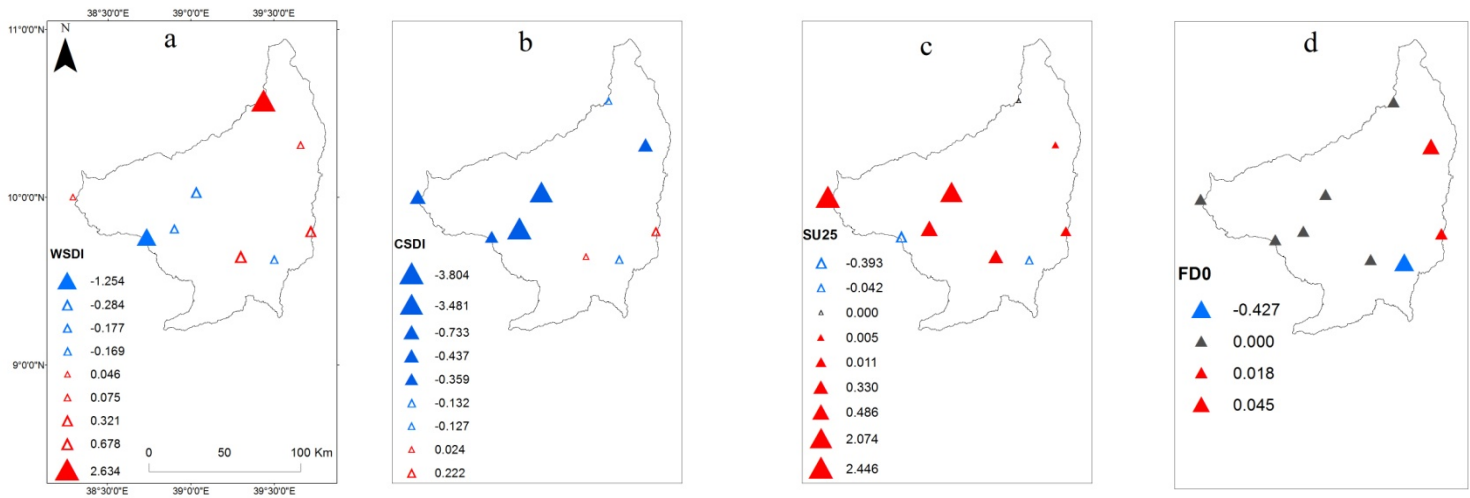 38°30'0"E 39°0'0"E 39°30'0"E
11°0'0"N
10°0'0"N
9°0'0"N
N
a
WSDI
-1.254
-0.284
-0.177
-0.169
0.046
0.075
0.321
0.678
2.634
0 50 100 Km
38°30'0"E 39°0'0"E 39°30'0"E
b
CSDI
-3.804
-3.481
-0.733
-0.437
-0.359
-0.132
-0.127
0.024
0.222
c
SU25
-0.393
-0.042
0.000
0.005
0.011
0.330
0.486
2.074
2.446
d
FD0
-0.427
0.000
0.018
0.045